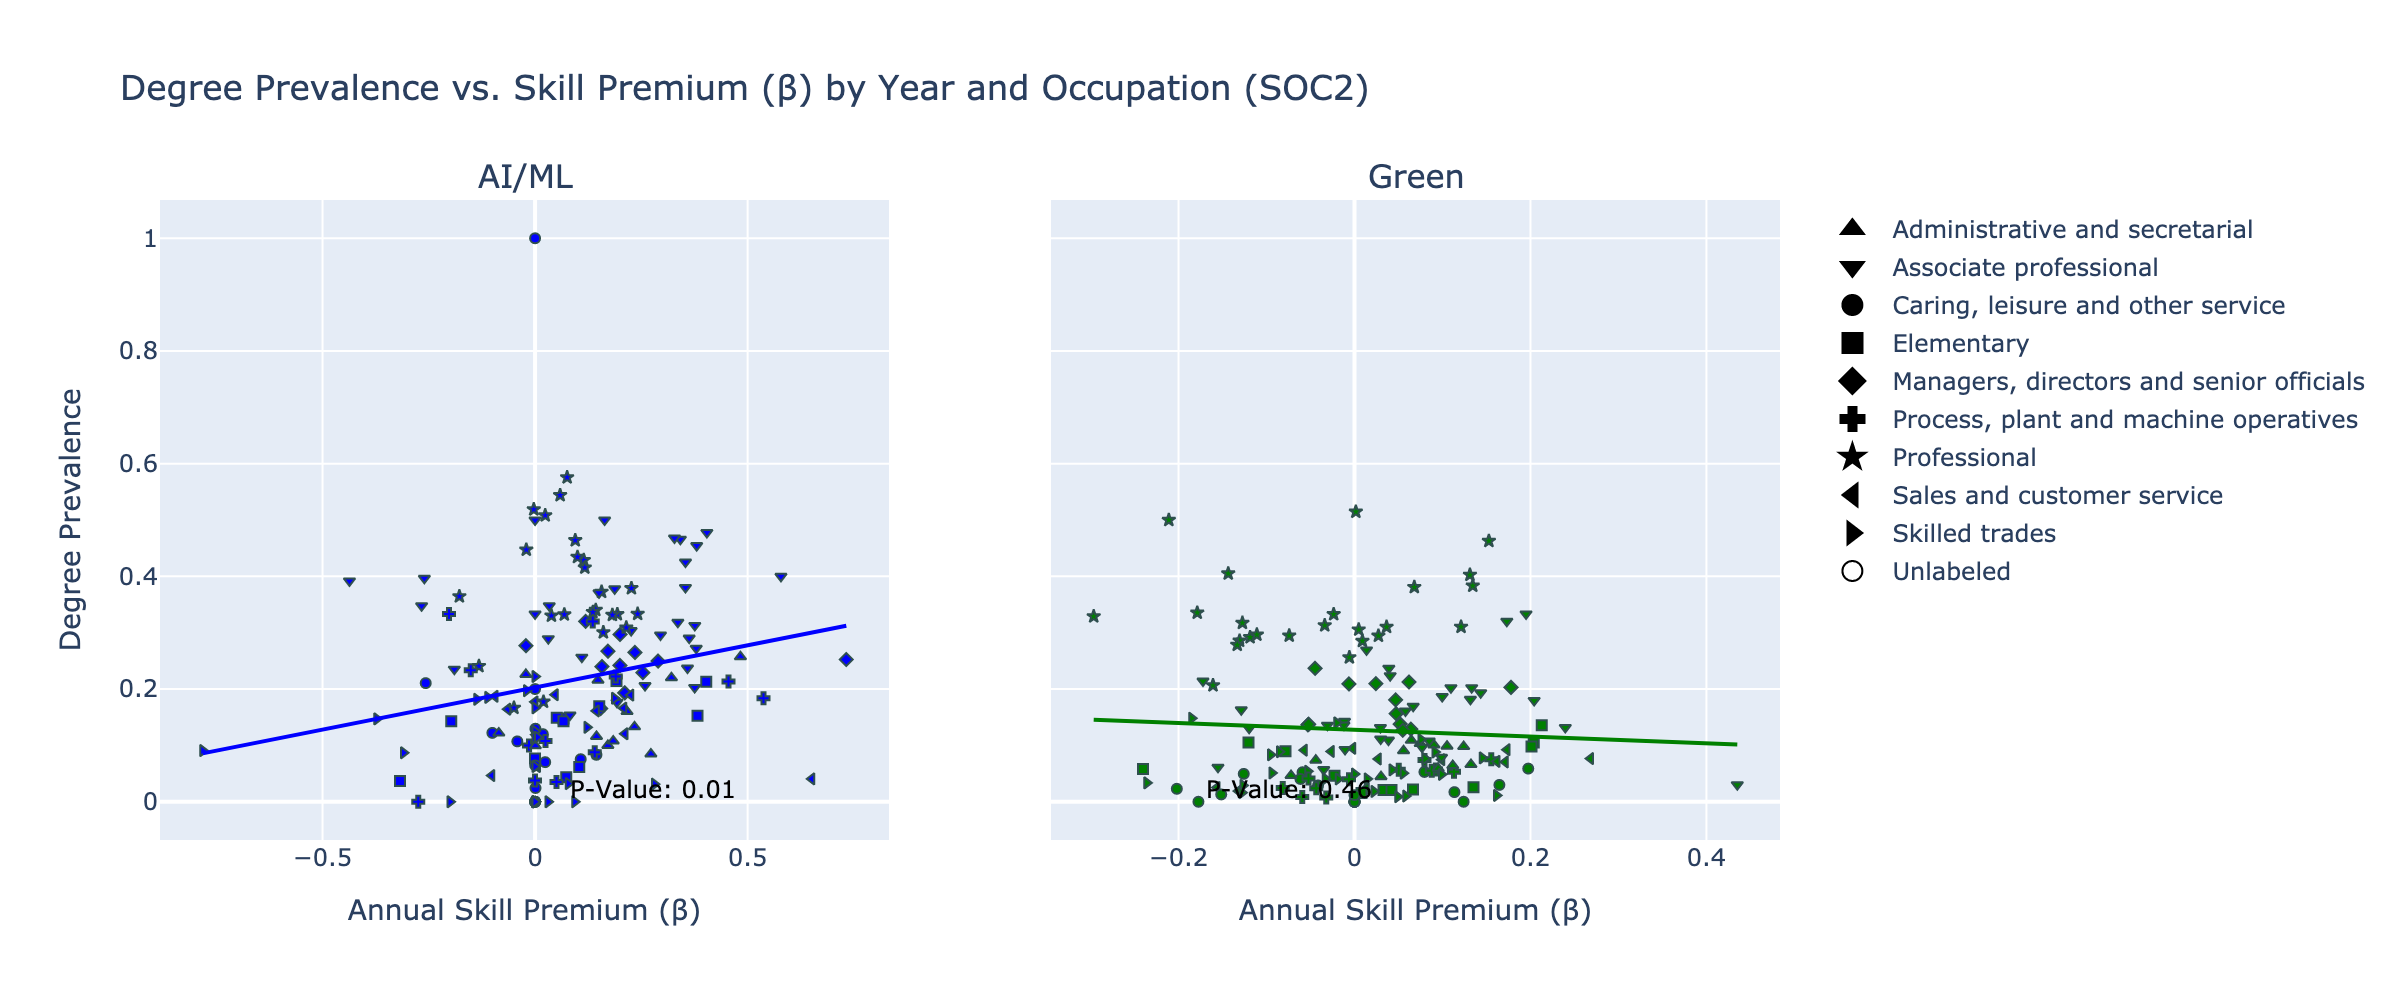 Degree Prevalence vs. Skill Premium (β) by Year and Occupation (SOC2)
AI/ML
Green
Degree Prevalence
1
0.8
0.6
0.4
0.2
0
−0.5
0
0.5
Annual Skill Premium (β)
P-Value: 0.01
−0.2
0
0.2
0.4
Annual Skill Premium (β)
P-Value: 0.46
Administrative and secretarial
Associate professional
Caring, leisure and other service
Elementary
Managers, directors and senior officials
Process, plant and machine operatives
Professional
Sales and customer service
Skilled trades
Unlabeled